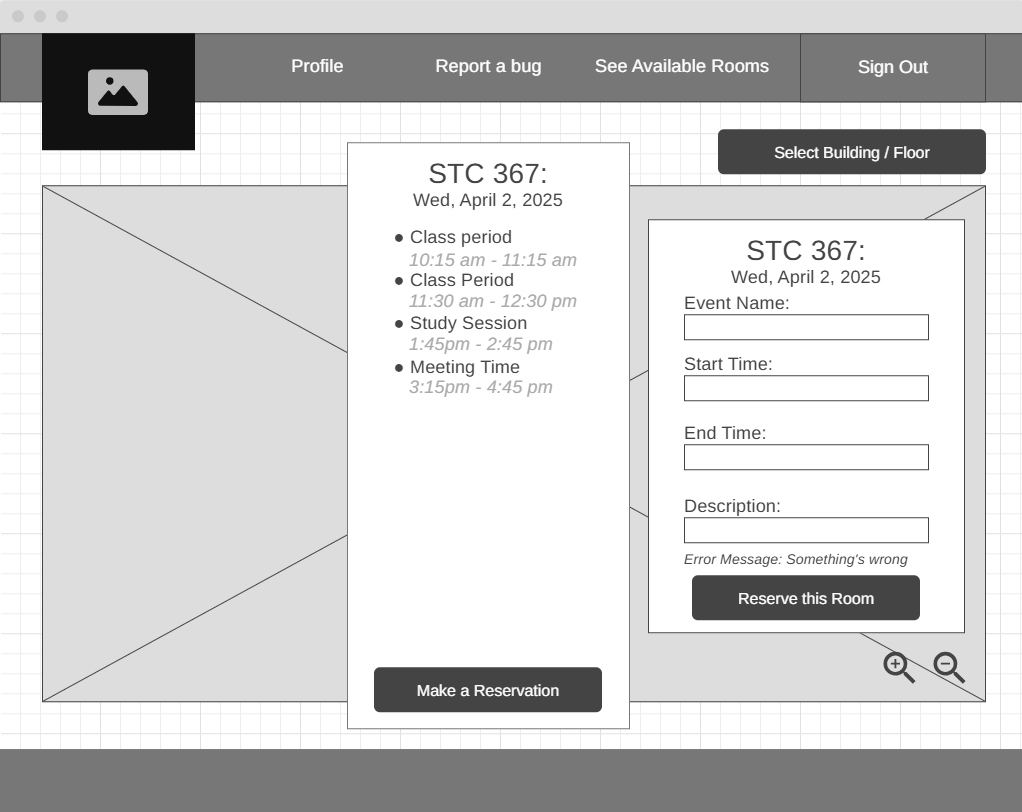 Profile
Report a bug
See Available Rooms
Sign Out
Select Building / Floor
STC 367:
Wed, April 2, 2025
● Class period
10:15 am - 11:15 am
● Class Period
11:30 am - 12:30 pm
● Study Session
1:45pm - 2:45 pm
● Meeting Time
3:15pm - 4:45 pm
Make a Reservation
STC 367:
Wed, April 2, 2025
Event Name:
Start Time:
End Time:
Description:
Error Message: Something's wrong
Reserve this Room